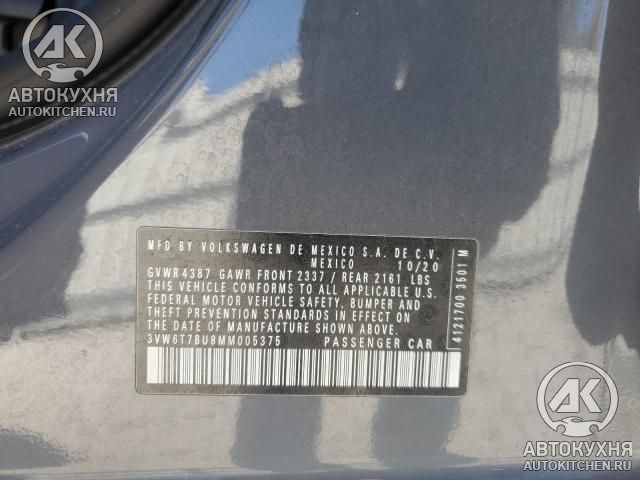 AK
АВТОКУХНЯ
AUTOKITCHEN.RU
MFD BY VOLKSWAGEN DE MEXICO S.A. DE C.V.
MEXICO 10/20
GVWR 4387 GAWR FRONT 2337 / REAR 2161 LBS
THIS VEHICLE CONFORMS TO ALL APPLICABLE U.S.
FEDERAL MOTOR VEHICLE SAFETY, BUMPER AND
THEFT PREVENTION STANDARDS IN EFFECT ON
THE DATE OF MANUFACTURE SHOWN ABOVE.
3VW6T7BU8MM005375 PASSENGER CAR
4121700 3501 M
AK
АВТОКУХНЯ
AUTOKITCHEN.RU